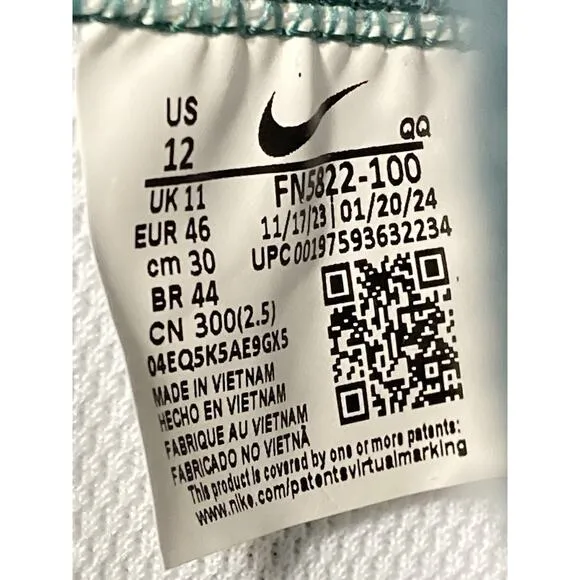 US
12
QQ
UK 11
FN5822-100
EUR 46
11/17/23 | 01/20/24
cm 30
UPC 00197593632234
BR 44
CN 300(2.5)
04EQ5K5AE9GX5
MADE IN VIETNAM
HECHO EN VIETNAM
FABRIQUE AU VIETNAM
FABRICADO NO VIETNÃ
This product is covered by one or more patents:
www.nike.com/patentsvirtualmarking